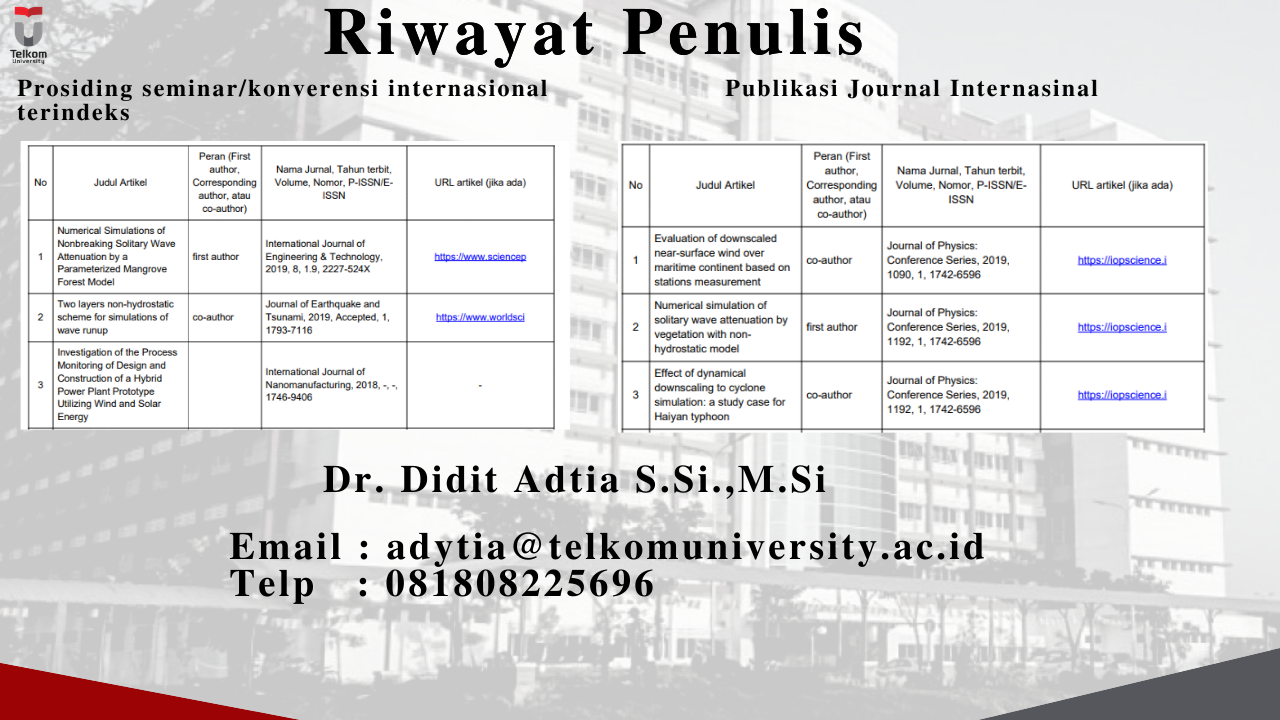 Telkom
University
Riwayat Penulis
Prosiding seminar/konverensi internasional
terindeks
No
Judul Artikel
Peran (First
author,
Corresponding
author, atau
co-author)
Nama Jurnal, Tahun terbit,
Volume, Nomor, P-ISSN/E-
ISSN
URL artikel (jika ada)
1
Numerical Simulations of
Nonbreaking Solitary Wave
Attenuation by a
Parameterized Mangrove
Forest Model
first author
International Journal of
Engineering & Technology,
2019, 8, 1.9, 2227-524X
https://www.sciencep
2
Two layers non-hydrostatic
scheme for simulations of
wave runup
co-author
Journal of Earthquake and
Tsunami, 2019, Accepted, 1,
1793-7116
https://www.worldsci
3
Investigation of the Process
Monitoring of Design and
Construction of a Hybrid
Power Plant Prototype
Utilizing Wind and Solar
Energy
International Journal of
Nanomanufacturing, 2018, -, -,
1746-9406
-
Publikasi Journal Internasinal
No
Judul Artikel
Peran (First
author,
Corresponding
author, atau
co-author)
Nama Jurnal, Tahun terbit,
Volume, Nomor, P-ISSN/E-
ISSN
URL artikel (jika ada)
1
Evaluation of downscaled
near-surface wind over
maritime continent based on
stations measurement
co-author
Journal of Physics:
Conference Series, 2019,
1090, 1, 1742-6596
https://iopscience.i
2
Numerical simulation of
solitary wave attenuation by
vegetation with non-
hydrostatic model
first author
Journal of Physics:
Conference Series, 2019,
1192, 1, 1742-6596
https://iopscience.i
3
Effect of dynamical
downscaling to cyclone
simulation: a study case for
Haiyan typhoon
co-author
Journal of Physics:
Conference Series, 2019,
1192, 1, 1742-6596
https://iopscience.i
Dr. Didit Adtia S.Si.,M.Si
Email : adytia@telkomuniversity.ac.id
Telp : 081808225696